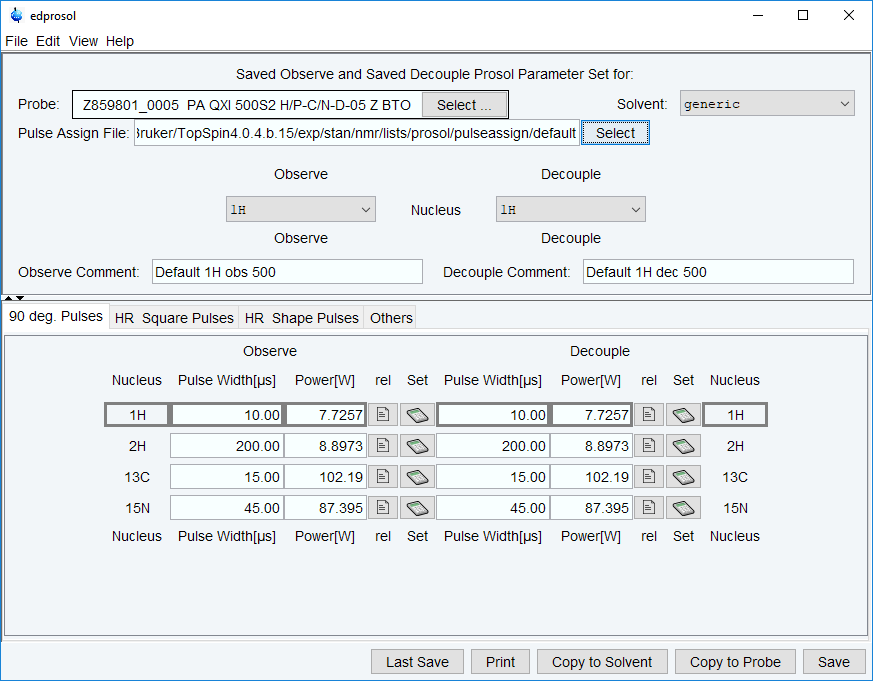 edprosol
File Edit View Help
Saved Observe and Saved Decouple Prosol Parameter Set for:
Probe: Z859801_0005 PA QXI 500S2 H/P-C/N-D-05 Z BTO Select ... Solvent: generic
Pulse Assign File: ruker/TopSpin4.0.4.b.15/exp/stan/nmr/lists/prosol/pulseassign/default Select
Observe Decouple
1H Nucleus 1H
Observe Decouple
Observe Comment: Default 1H obs 500 Decouple Comment: Default 1H dec 500
90 deg. Pulses HR Square Pulses HR Shape Pulses Others
Observe Decouple
Nucleus Pulse Width[µs] Power[W] rel Set Pulse Width[µs] Power[W] rel Set Nucleus
1H 10.00 7.7257 10.00 7.7257 1H
2H 200.00 8.8973 200.00 8.8973 2H
13C 15.00 102.19 15.00 102.19 13C
15N 45.00 87.395 45.00 87.395 15N
Nucleus Pulse Width[µs] Power[W] rel Set Pulse Width[µs] Power[W] rel Set Nucleus
Last Save Print Copy to Solvent Copy to Probe Save